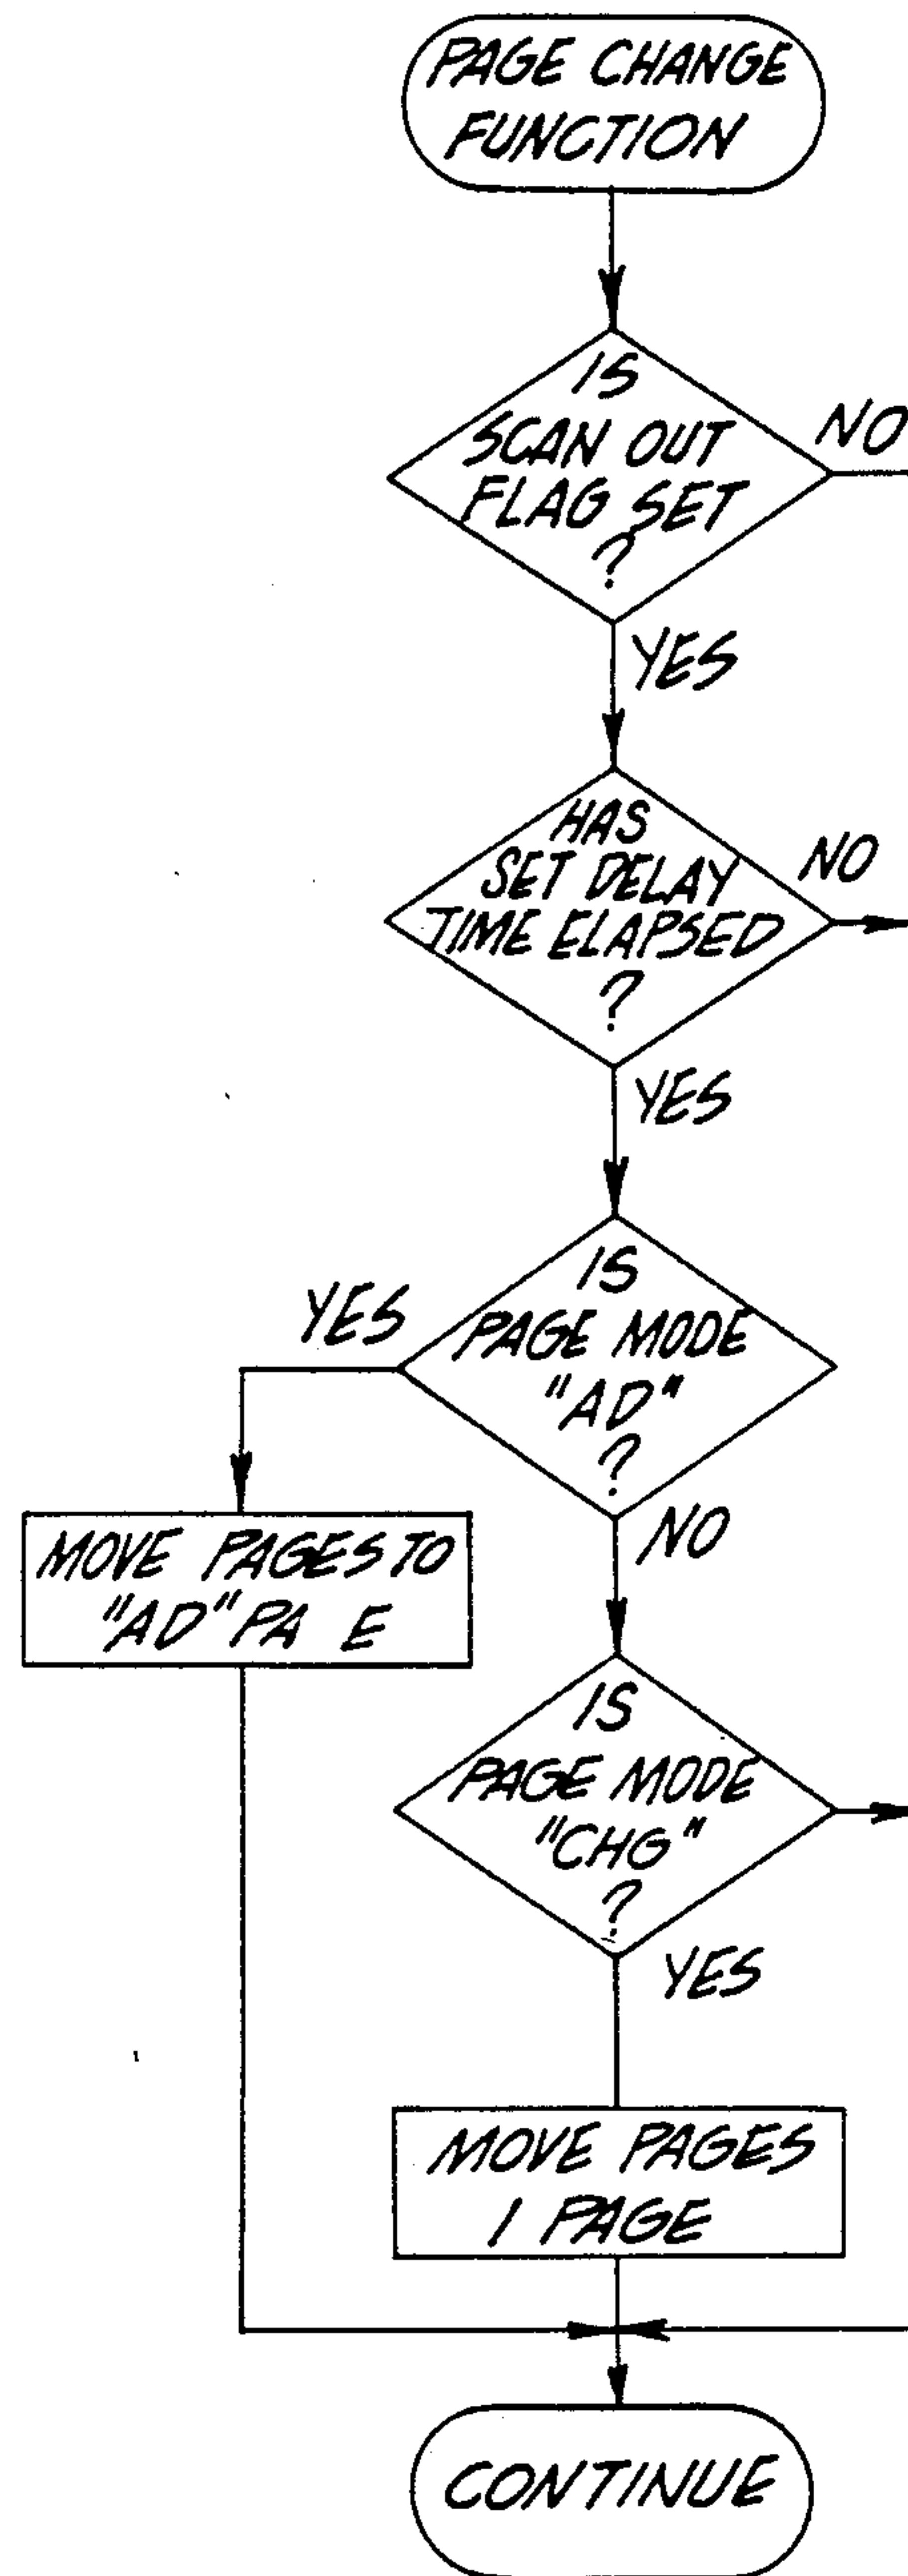 PAGE CHANGE
FUNCTION
IS
SCAN OUT
FLAG SET
?
NO
YES
HAS
SET DELAY
TIME ELAPSED
?
NO
YES
IS
PAGE MODE
"AD"
?
YES
NO
MOVE PAGES TO
"AD" PA E
IS
PAGE MODE
"CHG"
?
YES
MOVE PAGES
1 PAGE
CONTINUE